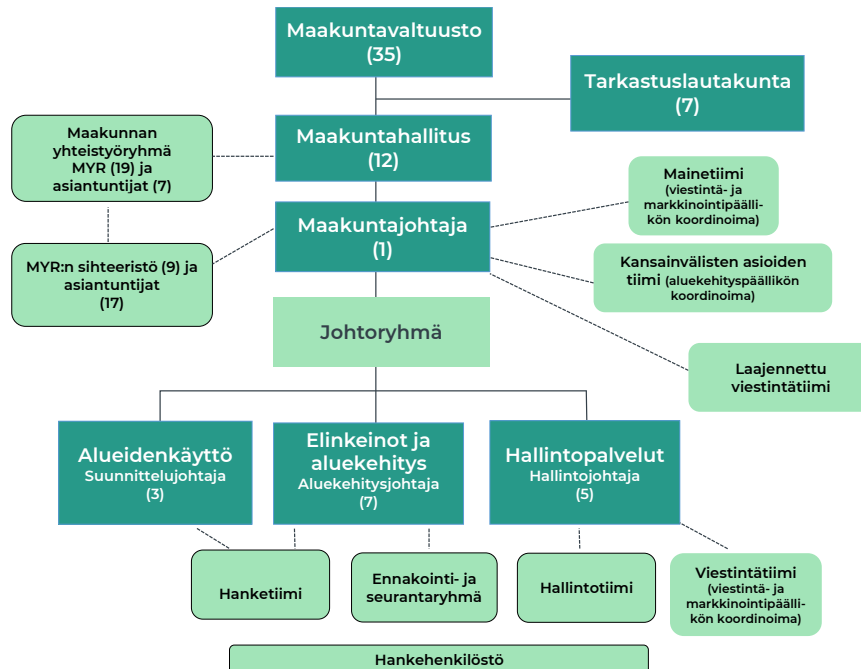 Maakuntavaltuusto
(35)
Tarkastuslautakunta
(7)
Maakunnan
yhteistyöryhmä
MYR (19) ja
asiantuntijat (7)
Maakuntahallitus
(12)
Mainetiimi
(viestintä- ja
markkinointipäälli-
kön koordinoima)
Maakuntajohtaja
(1)
MYR:n sihteeristö (9) ja
asiantuntijat
(17)
Kansainvälisten asioiden
tiimi (aluekehityspäällikön
koordinoima)
Johtoryhmä
Laajennettu
viestintätiimi
Alueidenkäyttö
Suunnittelujohtaja
(3)
Elinkeinot ja
aluekehitys
Aluekehitysjohtaja
(7)
Hallintopalvelut
Hallintojohtaja
(5)
Hanketiimi
Ennakointi- ja
seurantaryhmä
Hallintotiimi
Viestintätiimi
(viestintä- ja
markkinointipäälli-
kön koordinoima)
Hankehenkilöstö